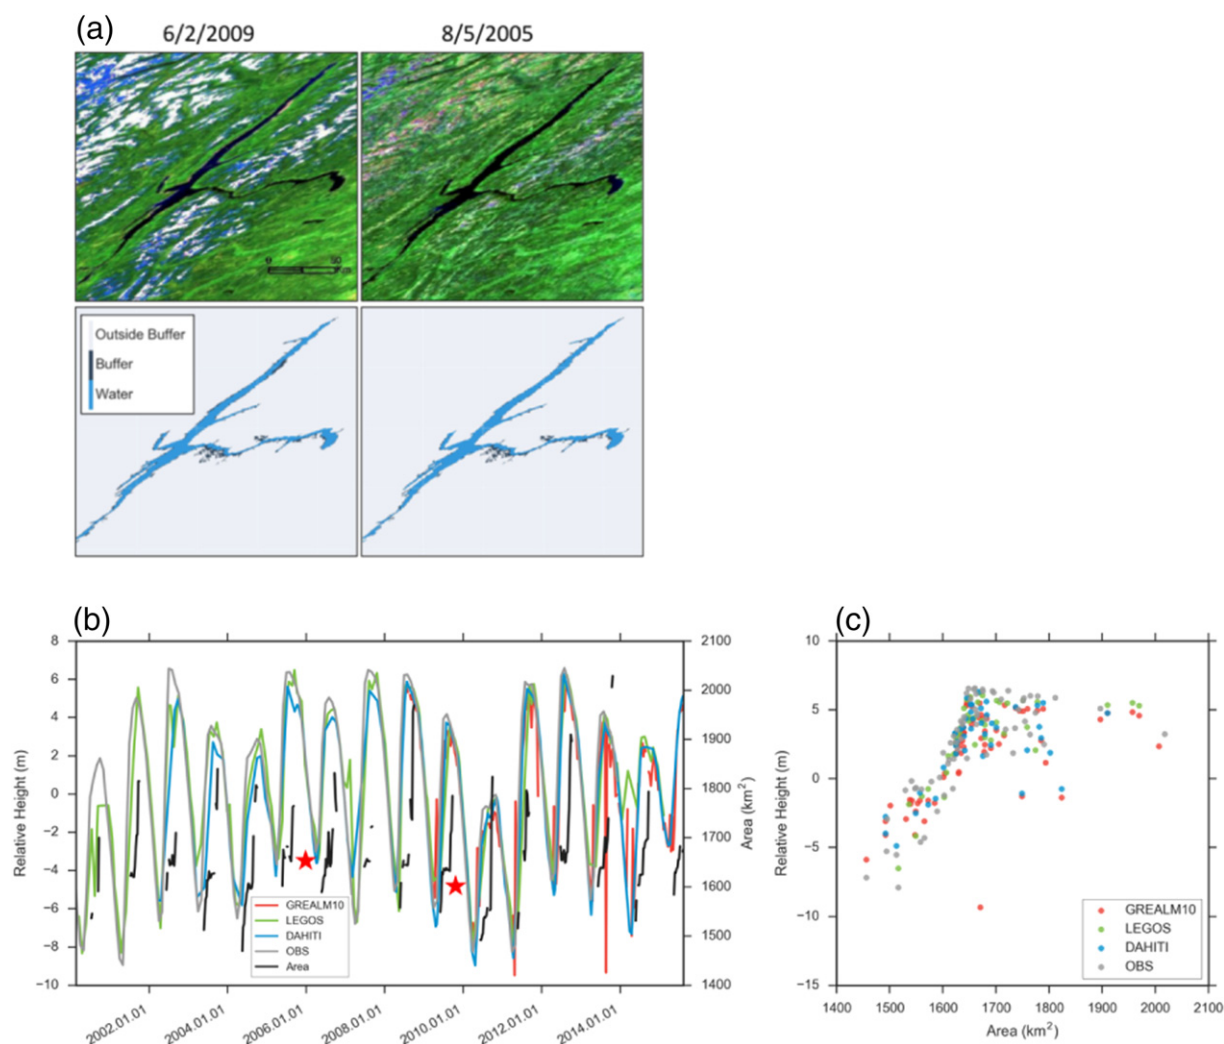 (a)
6/2/2009
8/5/2005
0 50
Outside Buffer
Buffer
Water
(b)
8
6
4
2
0
−2
−4
−6
−8
−10
Relative Height (m)
2100
2000
1900
1800
1700
1600
1500
1400
Area (km²)
GREALM10
LEGOS
DAHITI
OBS
Area
2002.01.01
2004.01.01
2006.01.01
2008.01.01
2010.01.01
2012.01.01
2014.01.01
(c)
10
5
0
−5
−10
−15
Relative Height (m)
GREALM10
LEGOS
DAHITI
OBS
1400 1500 1600 1700 1800 1900 2000 2100
Area (km²)